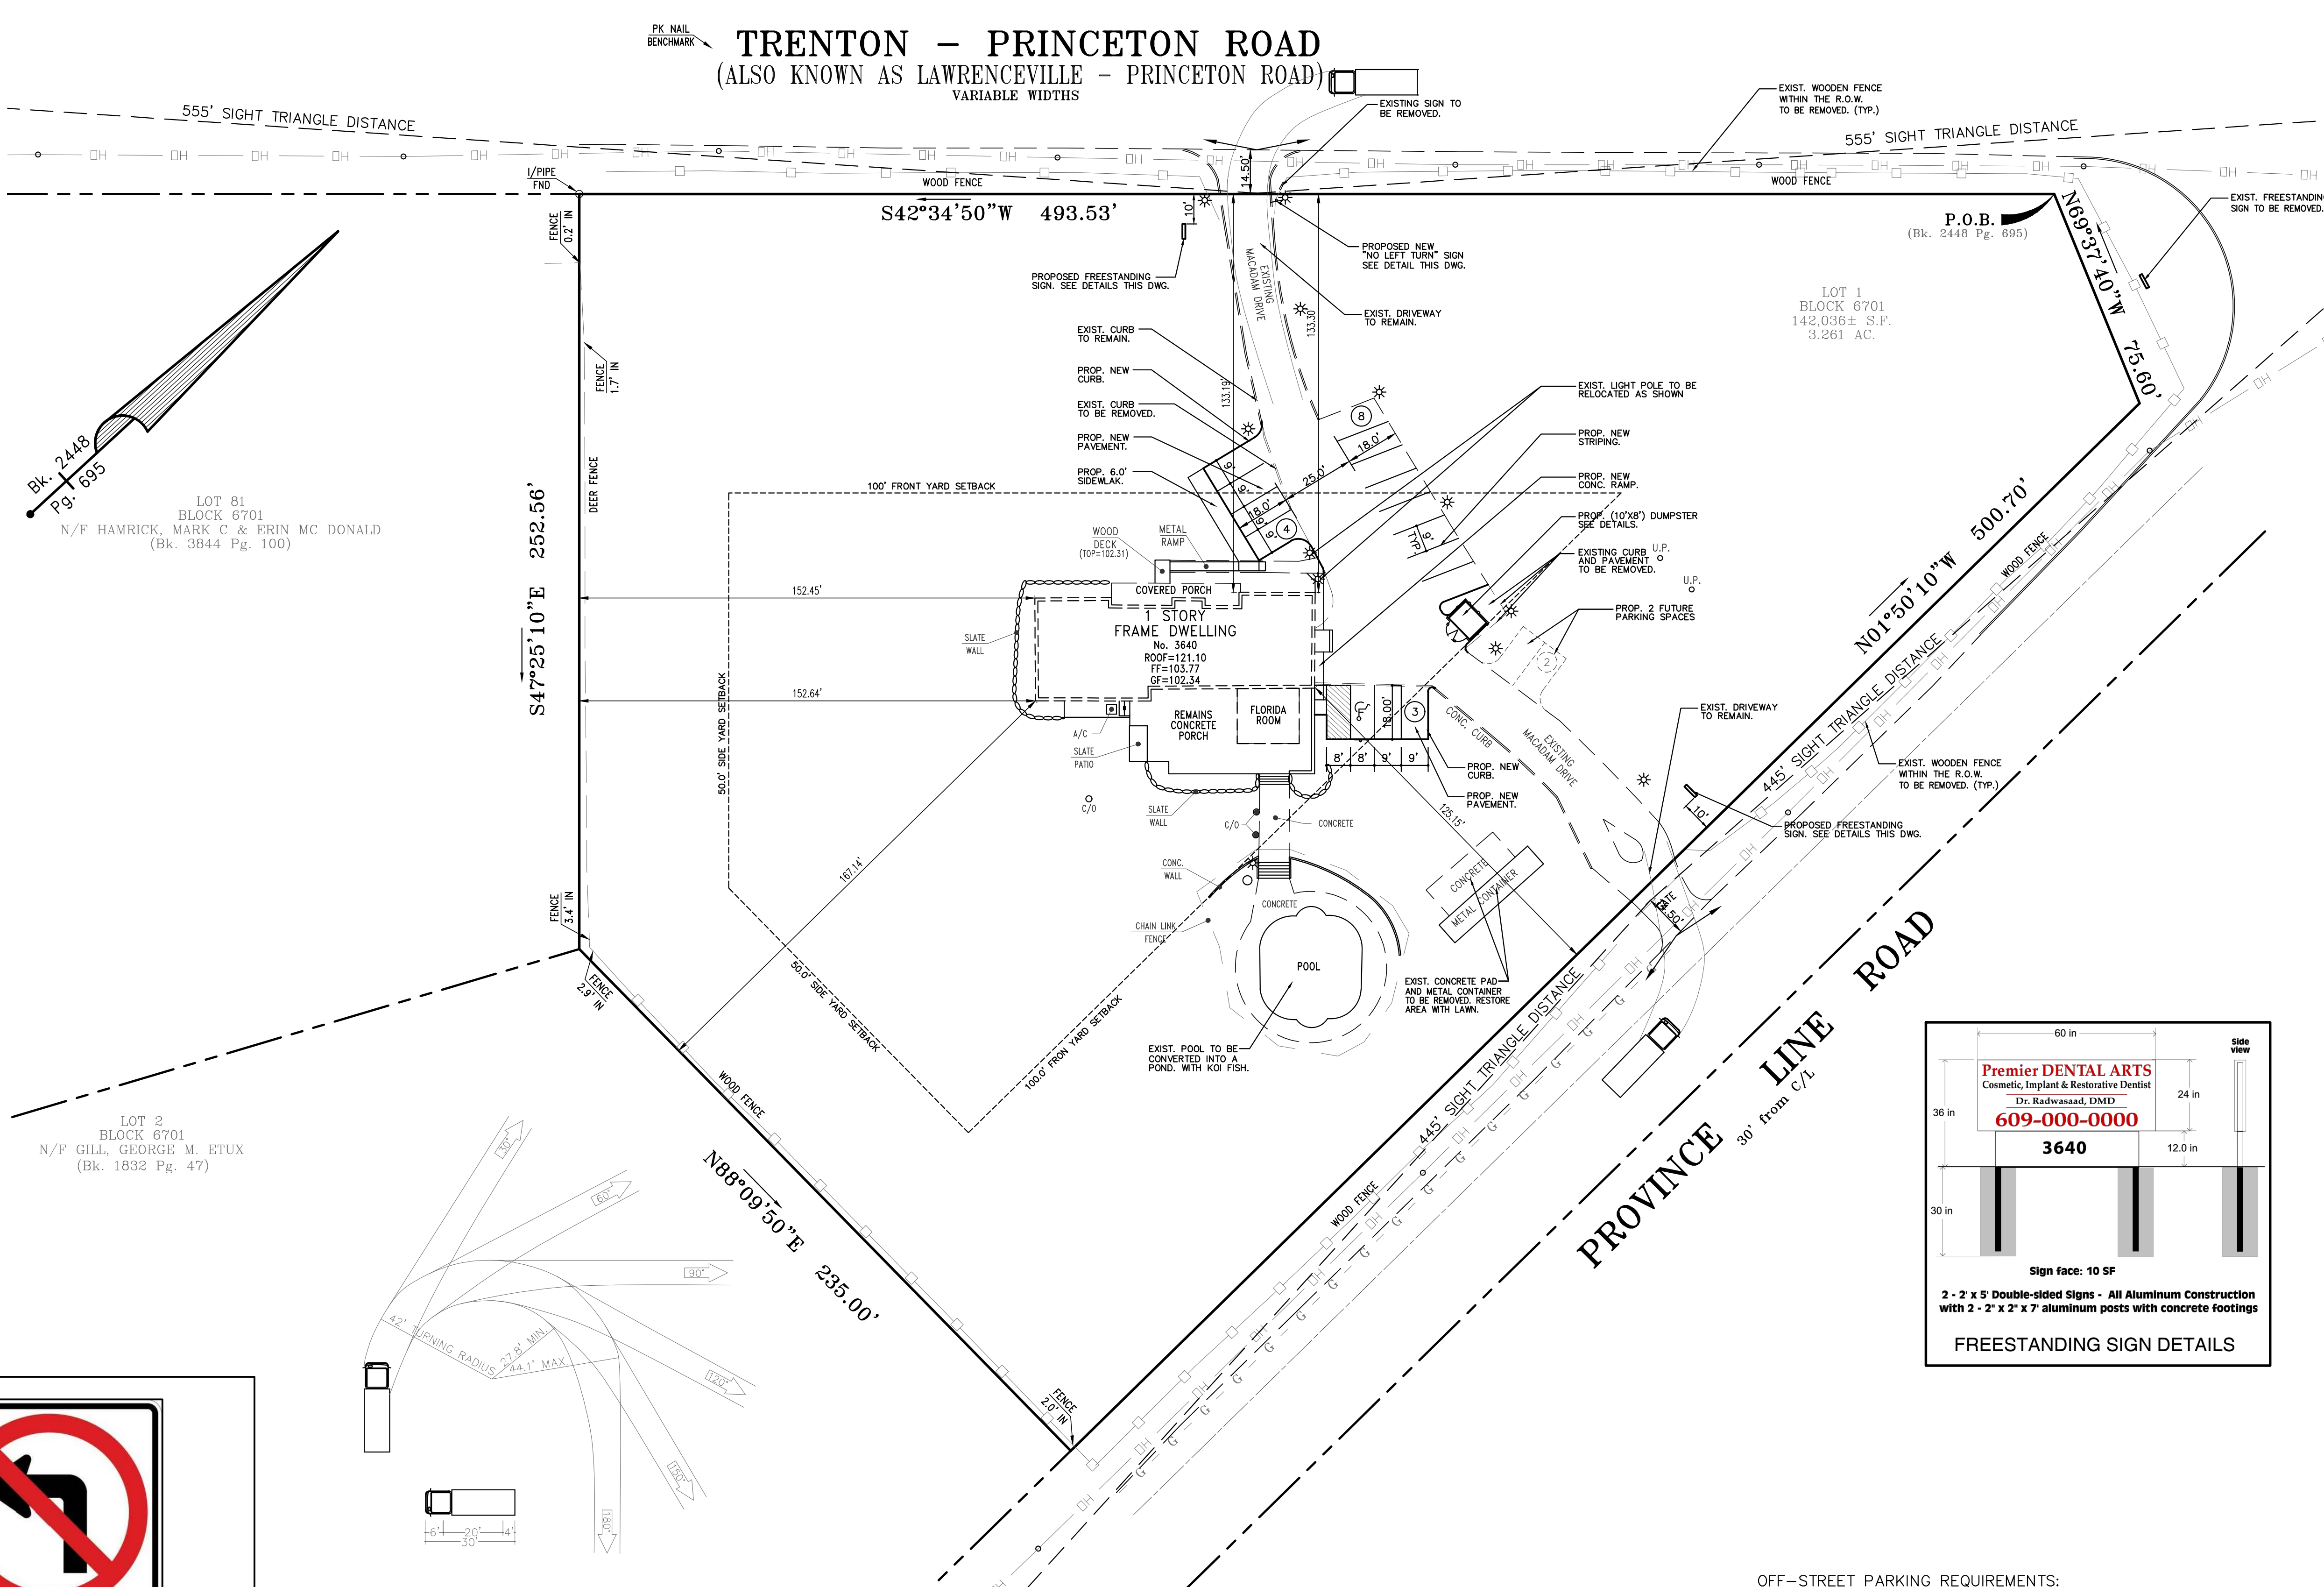 PK NAIL
BENCHMARK
TRENTON – PRINCETON ROAD
(ALSO KNOWN AS LAWRENCEVILLE – PRINCETON ROAD)
VARIABLE WIDTHS
EXISTING SIGN TO
BE REMOVED.
EXIST. WOODEN FENCE
WITHIN THE R.O.W.
TO BE REMOVED. (TYP.)
555' SIGHT TRIANGLE DISTANCE
555' SIGHT TRIANGLE DISTANCE
I/PIPE
FND
WOOD FENCE
WOOD FENCE
14.50'
10'
S42°34'50"W 493.53'
P.O.B.
(Bk. 2448 Pg. 695)
N69°37'40"W 75.60'
EXIST. FREESTANDING
SIGN TO BE REMOVED.
FENCE
0.2' IN
FENCE
1.7' IN
DEER FENCE
PROPOSED FREESTANDING
SIGN. SEE DETAILS THIS DWG.
EXISTING
MACADAM DRIVE
PROPOSED NEW
"NO LEFT TURN" SIGN
SEE DETAIL THIS DWG.
EXIST. DRIVEWAY
TO REMAIN.
LOT 1
BLOCK 6701
142,036± S.F.
3.261 AC.
133.19'
133.30'
EXIST. CURB
TO REMAIN.
PROP. NEW
CURB.
EXIST. CURB
TO BE REMOVED.
PROP. NEW
PAVEMENT.
PROP. 6.0'
SIDEWLAK.
8
18.0'
25.0'
9'
9'
18.0'
9'
9'
4
9'
TYP.
EXIST. LIGHT POLE TO BE
RELOCATED AS SHOWN
PROP. NEW
STRIPING.
PROP. NEW
CONC. RAMP.
PROP. (10'X8') DUMPSTER
SEE DETAILS.
EXISTING CURB
AND PAVEMENT
TO BE REMOVED.
U.P.
U.P.
PROP. 2 FUTURE
PARKING SPACES
2
Bk. 2448
Pg. 695
LOT 81
BLOCK 6701
N/F HAMRICK, MARK C & ERIN MC DONALD
(Bk. 3844 Pg. 100)
S47°25'10"E 252.56'
100' FRONT YARD SETBACK
WOOD
DECK
(TOP=102.31)
METAL
RAMP
COVERED PORCH
1 STORY
FRAME DWELLING
No. 3640
ROOF=121.10
FF=103.77
GF=102.34
152.45'
152.64'
SLATE
WALL
50.0' SIDE YARD SETBACK
REMAINS
CONCRETE
PORCH
FLORIDA
ROOM
A/C
SLATE
PATIO
C/O
SLATE
WALL
C/O
CONCRETE
18.00'
3
8'
8'
9'
9'
CONC. CURB
EXISTING
MACADAM DRIVE
PROP. NEW
CURB.
PROP. NEW
PAVEMENT.
125.15'
167.14'
EXIST. DRIVEWAY
TO REMAIN.
N01°50'10"W 500.70'
WOOD FENCE
445' SIGHT TRIANGLE DISTANCE
EXIST. WOODEN FENCE
WITHIN THE R.O.W.
TO BE REMOVED. (TYP.)
10'
PROPOSED FREESTANDING
SIGN. SEE DETAILS THIS DWG.
GATE
CONC.
WALL
CONCRETE
CHAIN LINK
FENCE
POOL
CONCRETE
METAL CONTAINER
EXIST. CONCRETE PAD
AND METAL CONTAINER
TO BE REMOVED. RESTORE
AREA WITH LAWN.
EXIST. POOL TO BE
CONVERTED INTO A
POND. WITH KOI FISH.
FENCE
3.4' IN
FENCE
2.9' IN
50.0' SIDE YARD SETBACK
100.0' FRON YARD SETBACK
WOOD FENCE
N88°09'50"E 235.00'
FENCE
2.0' IN
445' SIGHT TRIANGLE DISTANCE
WOOD FENCE
PROVINCE LINE ROAD
30' from C/L
LOT 2
BLOCK 6701
N/F GILL, GEORGE M. ETUX
(Bk. 1832 Pg. 47)
30°
60°
90°
120°
150°
180°
42' TURNING RADIUS
27.8' MIN.
44.1' MAX.
6'
20'
4'
30'
60 in
Side
view
Premier DENTAL ARTS
Cosmetic, Implant & Restorative Dentist
Dr. Radwasaad, DMD
609-000-0000
3640
36 in
24 in
12.0 in
30 in
Sign face: 10 SF
2 - 2' x 5' Double-sided Signs - All Aluminum Construction
with 2 - 2" x 2" x 7' aluminum posts with concrete footings
FREESTANDING SIGN DETAILS
OFF–STREET PARKING REQUIREMENTS: